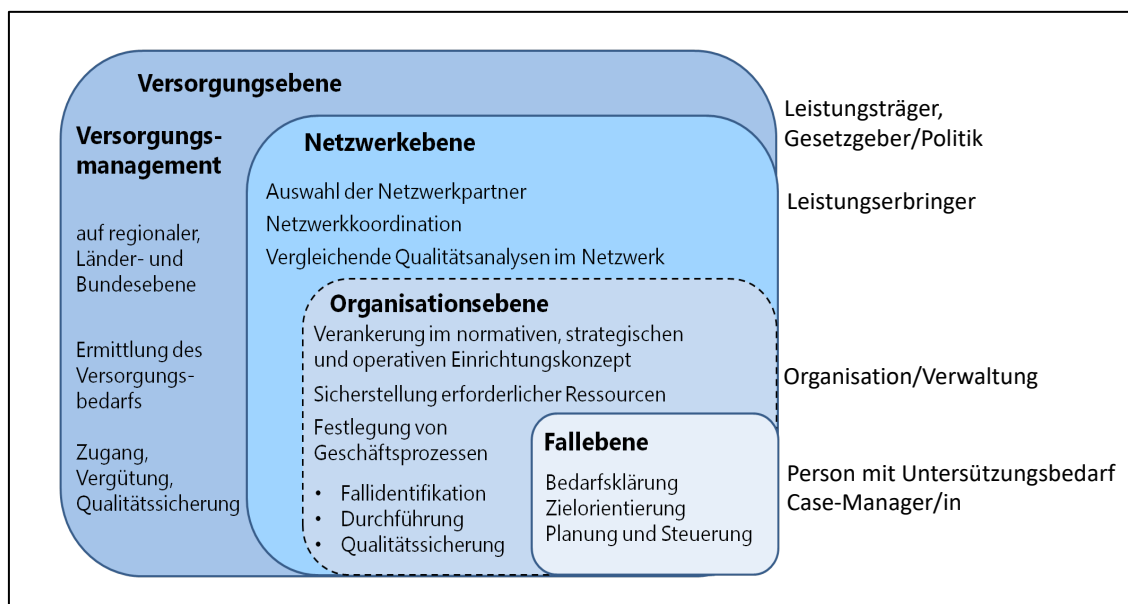 Versorgungsebene
Versorgungs-
management
auf regionaler,
Länder- und
Bundesebene
Ermittlung des
Versorgungs-
bedarfs
Zugang,
Vergütung,
Qualitätssicherung
Netzwerkebene
Auswahl der Netzwerkpartner
Netzwerkkoordination
Vergleichende Qualitätsanalysen im Netzwerk
Organisationsebene
Verankerung im normativen, strategischen
und operativen Einrichtungskonzept
Sicherstellung erforderlicher Ressourcen
Festlegung von
Geschäftsprozessen
• Fallidentifikation
• Durchführung
• Qualitätssicherung
Fallebene
Bedarfsklärung
Zielorientierung
Planung und Steuerung
Leistungsträger,
Gesetzgeber/Politik
Leistungserbringer
Organisation/Verwaltung
Person mit Untersützungsbedarf
Case-Manager/in